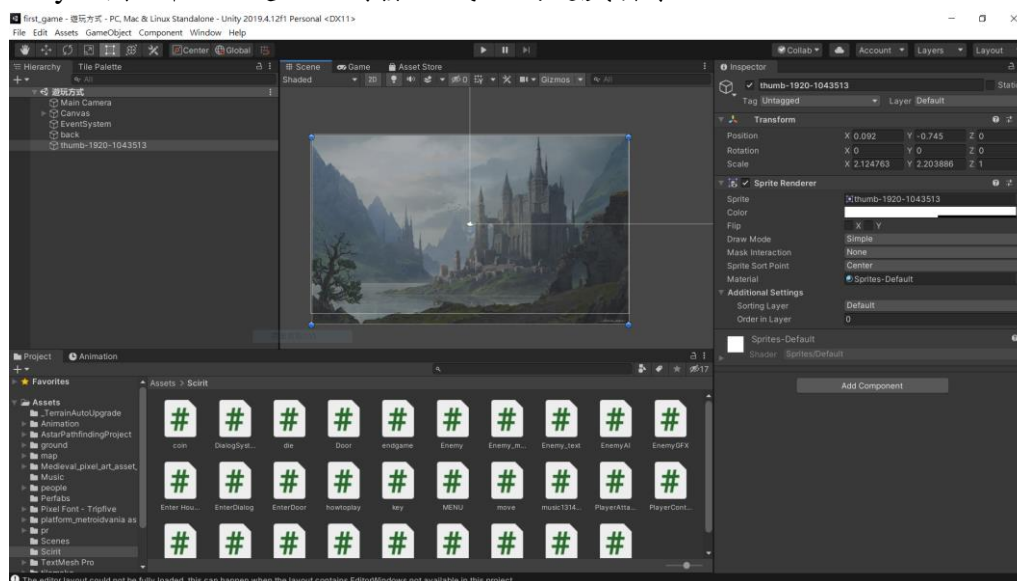 first_game - 遊玩方式 - PC, Mac & Linux Standalone - Unity 2019.4.12f1 Personal <DX11>
File Edit Assets GameObject Component Window Help
Center Global
Collab Account Layers Layout
Hierarchy Tile Palette
All
遊玩方式
Main Camera
Canvas
EventSystem
back
thumb-1920-1043513
Scene Game Asset Store
Shaded 2D 0 Gizmos All
Inspector
thumb-1920-1043513 Static
Tag Untagged Layer Default
Transform
Position X 0.092 Y -0.745 Z 0
Rotation X 0 Y 0 Z 0
Scale X 2.124763 Y 2.203886 Z 1
Sprite Renderer
Sprite thumb-1920-1043513
Color
Flip X Y
Draw Mode Simple
Mask Interaction None
Sprite Sort Point Center
Material Sprites-Default
Additional Settings
Sorting Layer Default
Order in Layer 0
Sprites-Default
Shader Sprites/Default
Add Component
Project Animation
17
Favorites
Assets
_TerrainAutoUpgrade
Animation
AstarPathfindingProject
ground
map
Medieval_pixel_art_asset_
Music
people
Perfabs
Pixel Font - Tripfive
platform_metroidvania as
pr
Scenes
Scirit
TextMesh Pro
Assets > Scirit
coin DialogSyst... die Door endgame Enemy Enemy_m... Enemy_text EnemyAI EnemyGFX
Enter Hou... EnterDialog EnterDoor howtoplay key MENU move music1314... PlayerAtta... PlayerCont...
The editor layout could not be fully loaded, this can happen when the layout contains EditorWindows not available in this project